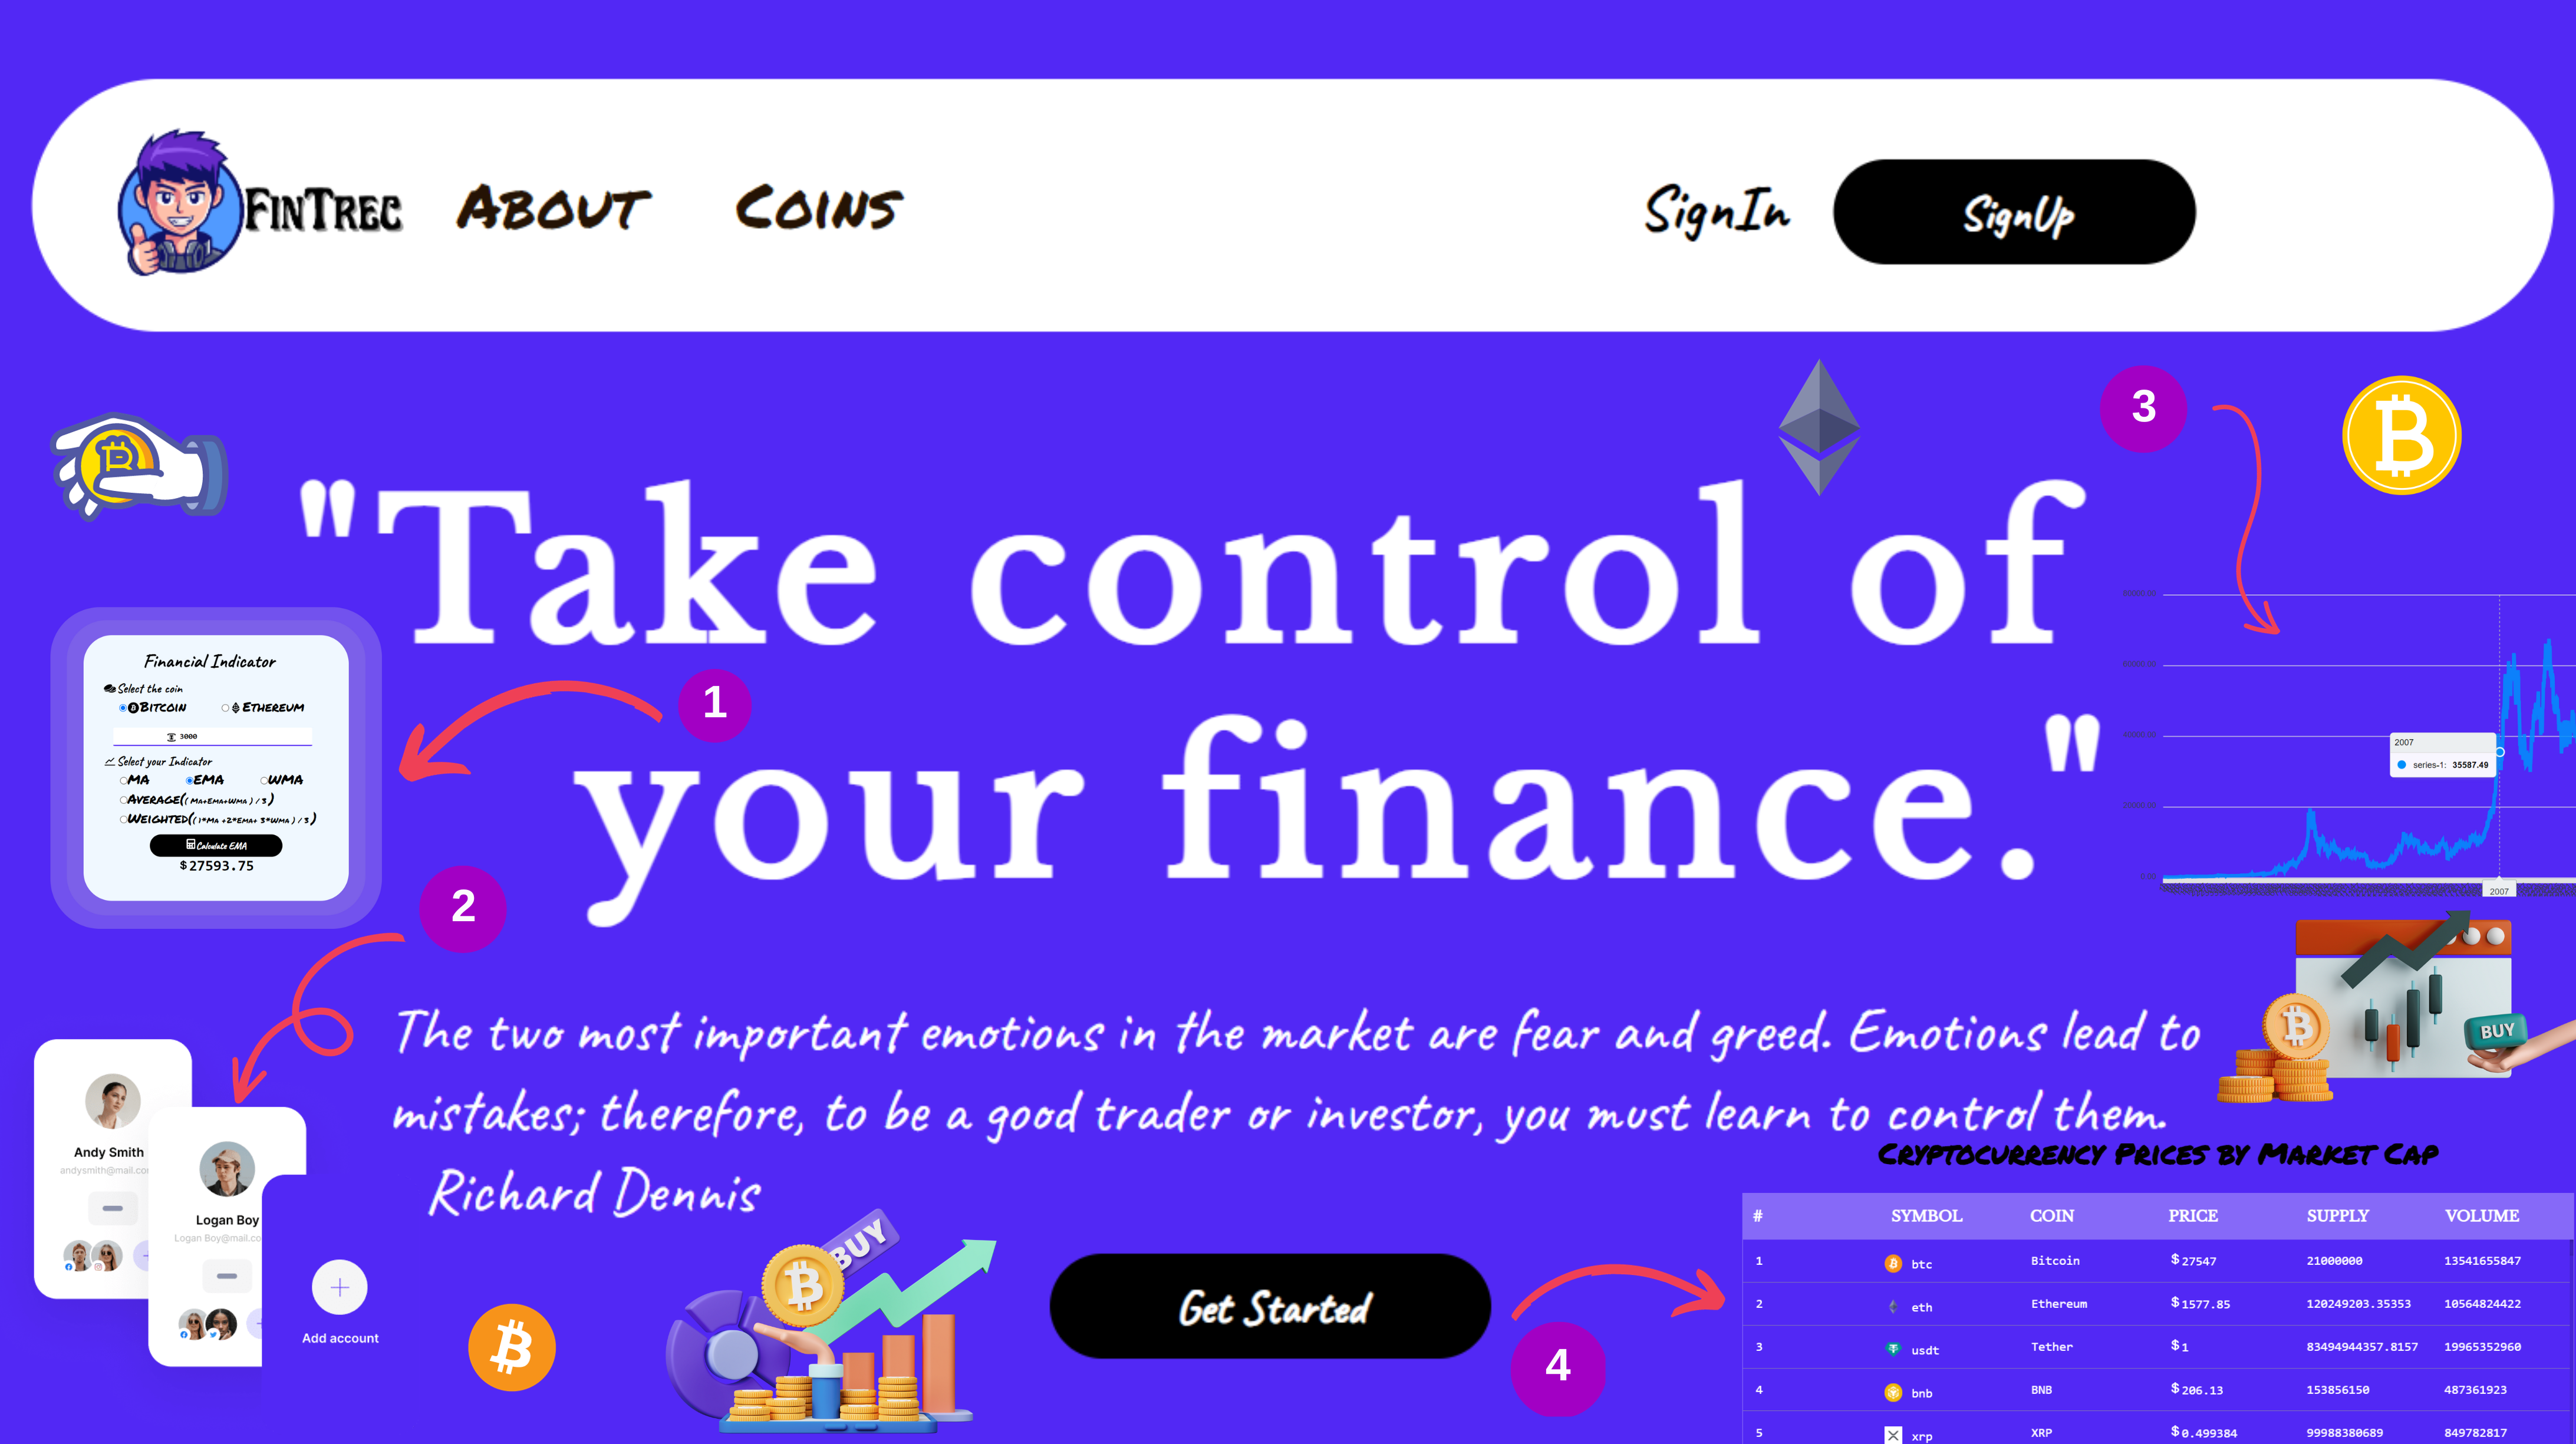 FinTrec
About
Coins
SignIn
SignUp
3
"Take control of
your finance."
1
Financial Indicator
Select the coin
Bitcoin
Ethereum
3000
Select your Indicator
MA
EMA
WMA
Average((MA+EMA+WMA)/3)
Weighted((1*MA +2*EMA+ 3*WMA)/3)
Calculate EMA
$27593.75
2007
series-1: 35587.49
2007
2
The two most important emotions in the market are fear and greed. Emotions lead to
mistakes; therefore, to be a good trader or investor, you must learn to control them.
Richard Dennis
BUY
Andy Smith
Logan Boy
Add account
BUY
Get Started
4
Cryptocurrency Prices by Market Cap
# SYMBOL COIN PRICE SUPPLY VOLUME
1 btc Bitcoin $27547 21000000 13541655847
2 eth Ethereum $1577.85 120249203.35353 10564824422
3 usdt Tether $1 83494944357.8157 19965352960
4 bnb BNB $206.13 153856150 487361923
5 xrp XRP $0.499384 99988380689 849782817